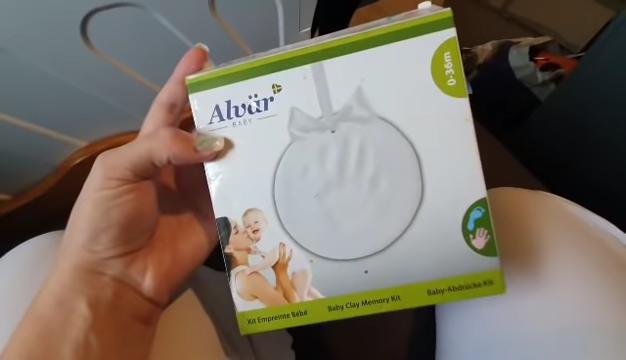 Alvär
BABY
0-36m
Kit Empreinte Bébé
Baby Clay Memory Kit
Baby-Abdrücke-Kit